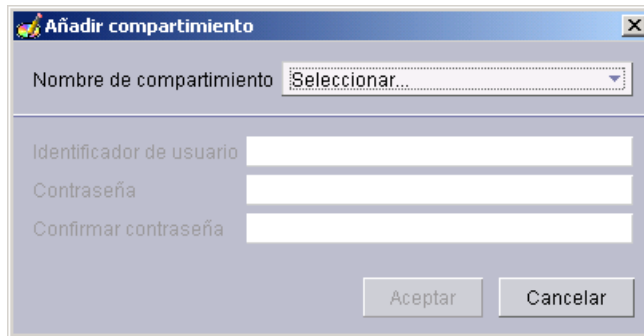 Añadir compartimiento
Nombre de compartimiento Seleccionar...
Identificador de usuario
Contraseña
Confirmar contraseña
Aceptar Cancelar